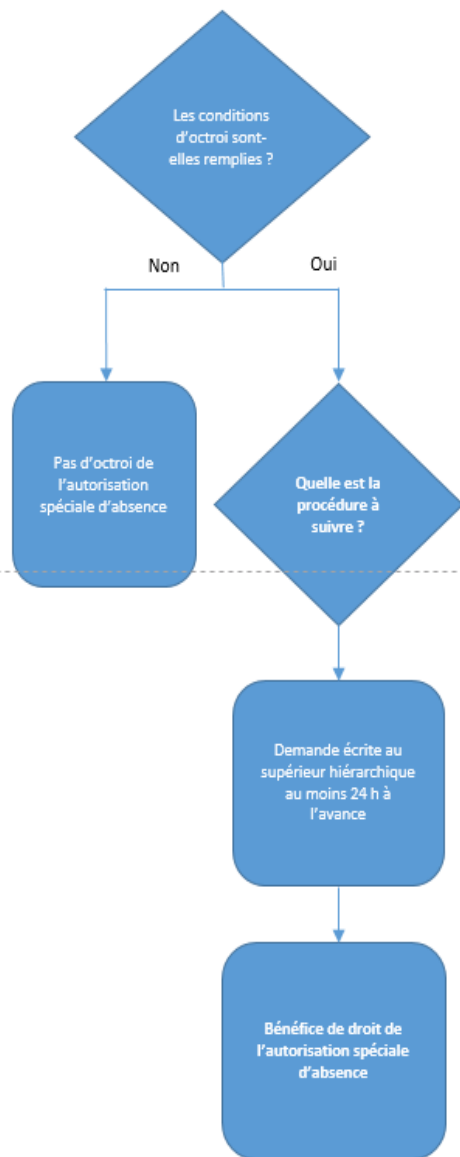 Les conditions
d'octroi sont-
elles remplies ?
Non
Oui
Pas d'octroi de
l'autorisation
spéciale d'absence
Quelle est la
procédure à
suivre ?
Demande écrite au
supérieur hiérarchique
au moins 24 h à
l'avance
Bénéfice de droit de
l'autorisation spéciale
d'absence